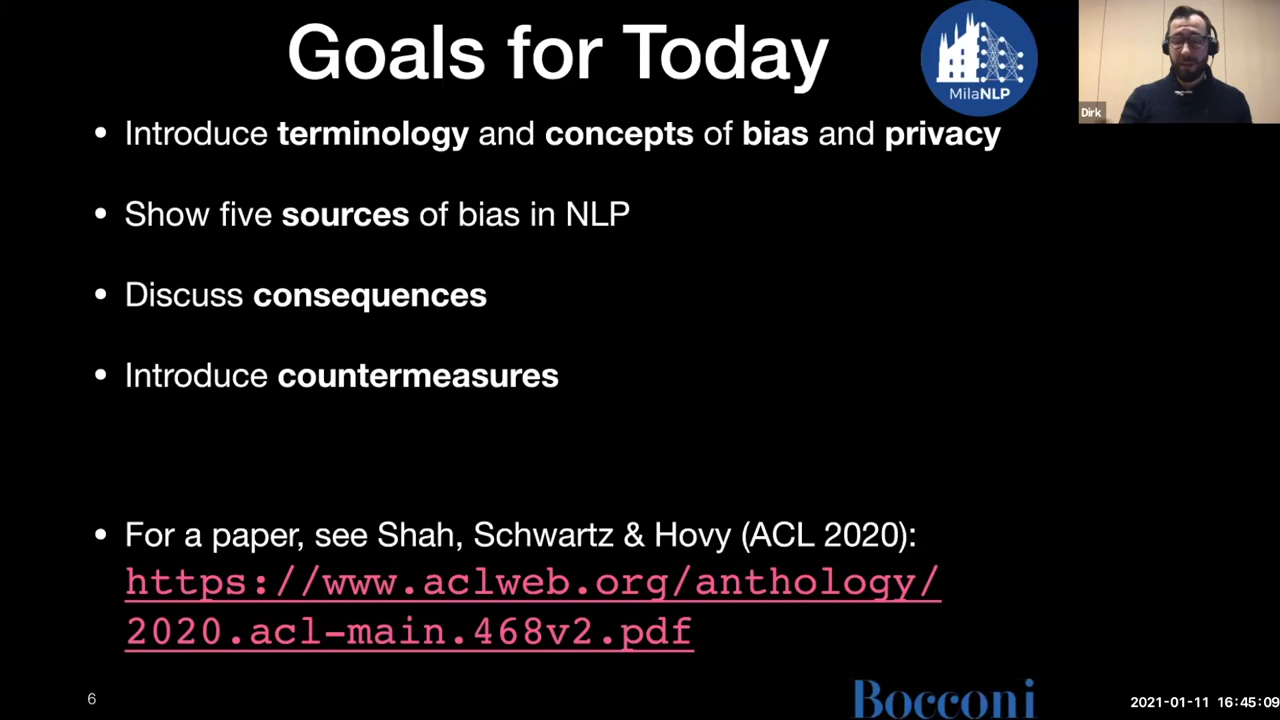 Goals for Today
MilaNLP
Dirk
• Introduce terminology and concepts of bias and privacy
• Show five sources of bias in NLP
• Discuss consequences
• Introduce countermeasures
• For a paper, see Shah, Schwartz & Hovy (ACL 2020):
https://www.aclweb.org/anthology/
2020.acl-main.468v2.pdf
6
Bocconi
2021-01-11 16:45:09